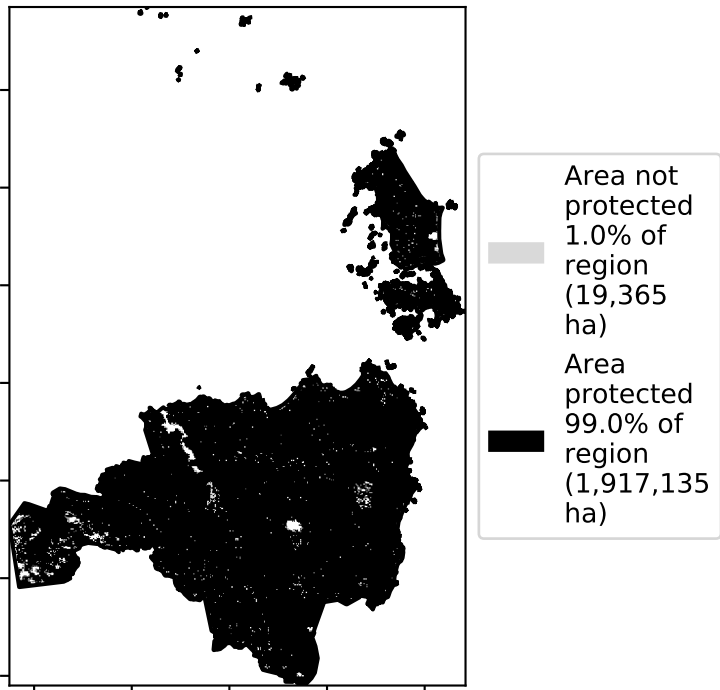 Area not
protected
1.0% of
region
(19,365
ha)
Area
protected
99.0% of
region
(1,917,135
ha)